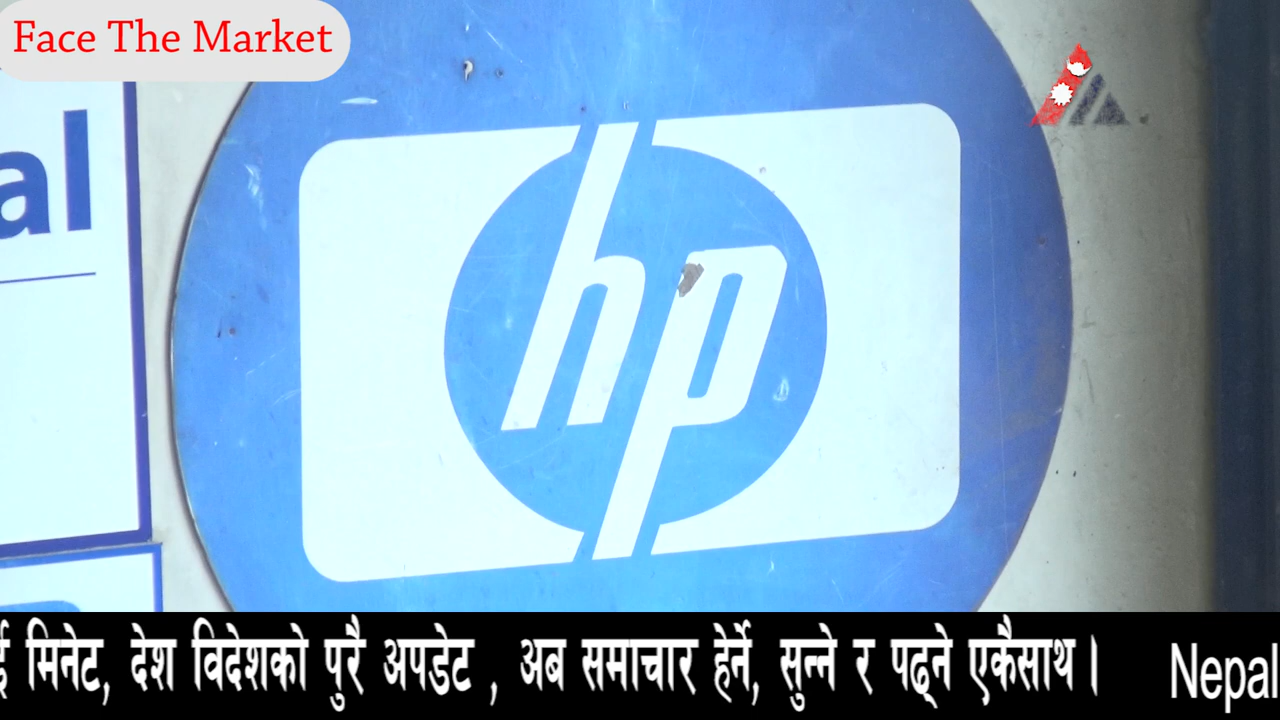 Face The Market
al
hp
मिनेट, देश विदेशको पुरै अपडेट , अब समाचार हेर्ने, सुन्ने र पढ्ने एकैसाथ। Nepal